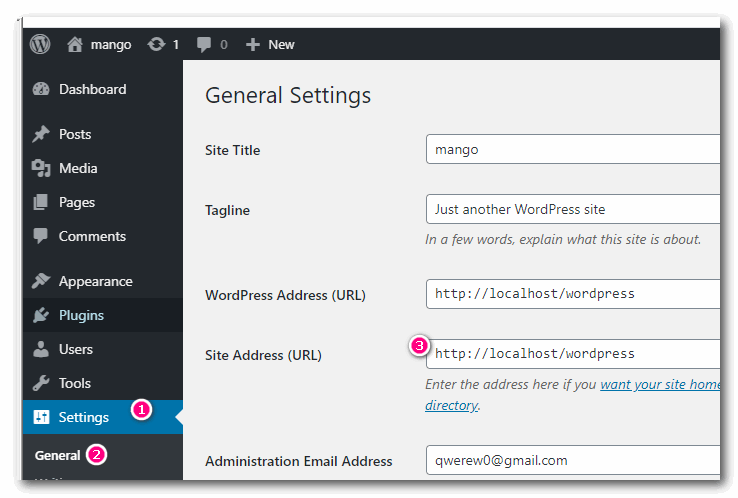 mango 1 0 + New
Dashboard
Posts
Media
Pages
Comments
Appearance
Plugins
Users
Tools
Settings 1
General 2
General Settings
Site Title mango
Tagline Just another WordPress site
In a few words, explain what this site is about.
WordPress Address (URL) http://localhost/wordpress
Site Address (URL) 3 http://localhost/wordpress
Enter the address here if you want your site home
directory.
Administration Email Address qwerew0@gmail.com